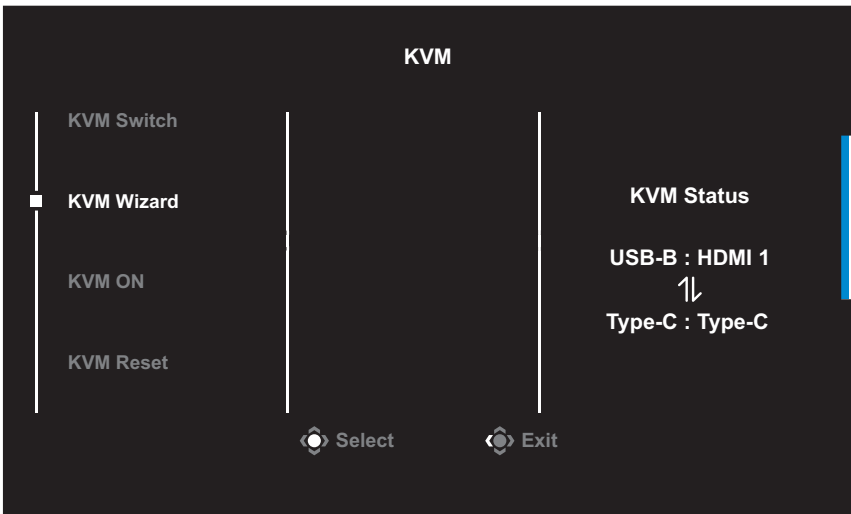 KVM
KVM Switch
KVM Wizard
KVM ON
KVM Reset
KVM Status
USB-B : HDMI 1
Type-C : Type-C
Select
Exit